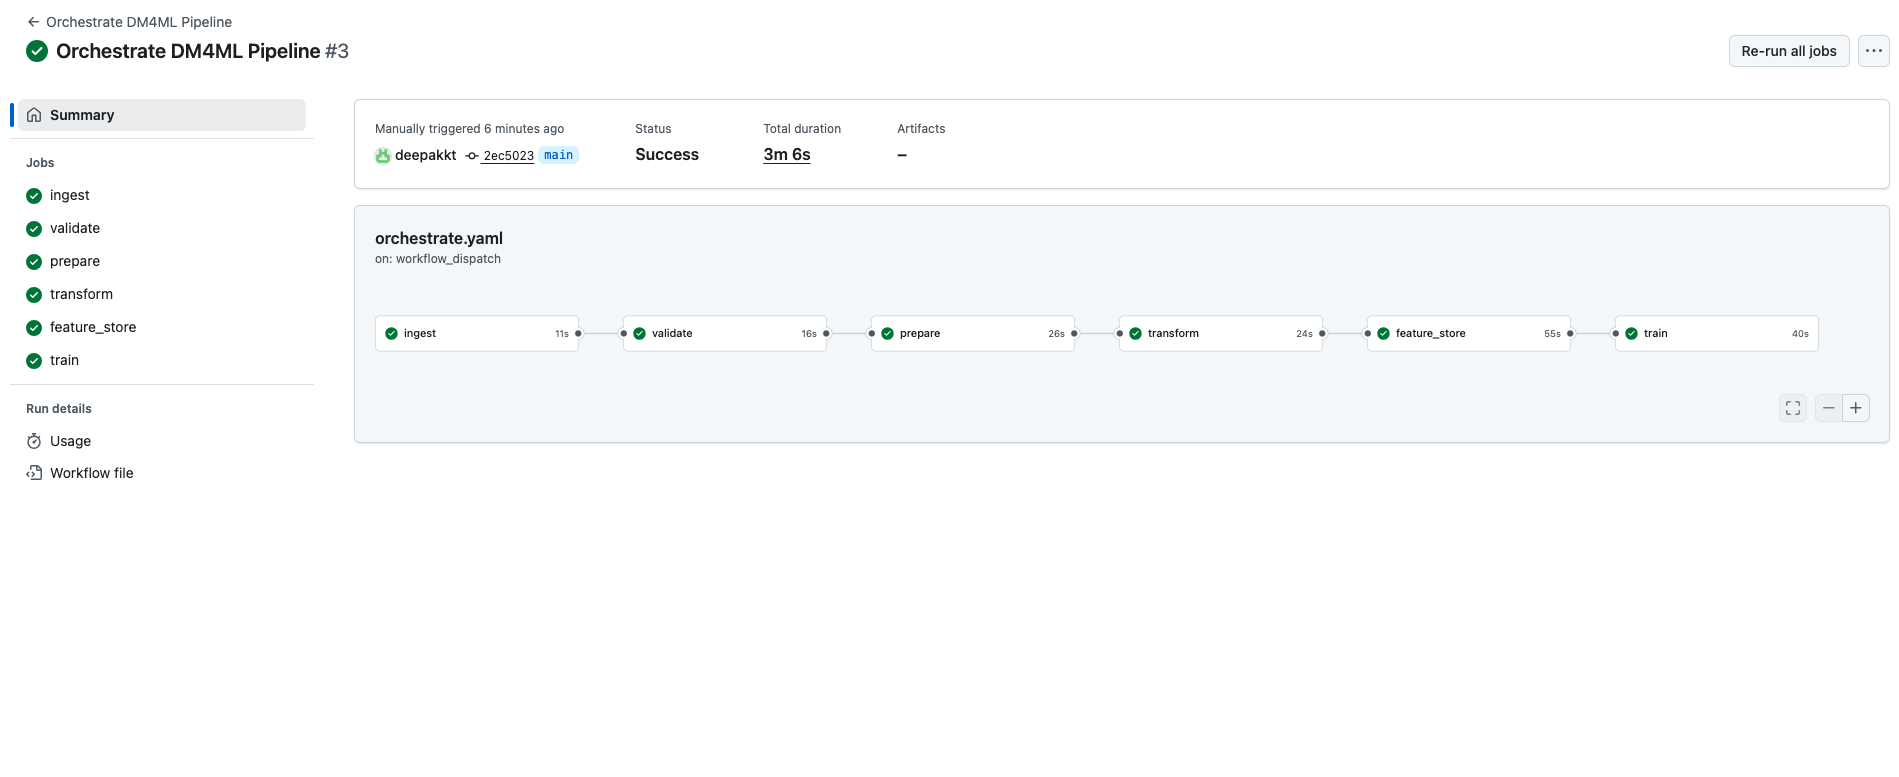 Orchestrate DM4ML Pipeline
Orchestrate DM4ML Pipeline #3
Re-run all jobs
Summary
Jobs
ingest
validate
prepare
transform
feature_store
train
Run details
Usage
Workflow file
Manually triggered 6 minutes ago
deepakkt 2ec5023 main
Status
Success
Total duration
3m 6s
Artifacts
–
orchestrate.yaml
on: workflow_dispatch
ingest 11s
validate 16s
prepare 26s
transform 24s
feature_store 55s
train 40s